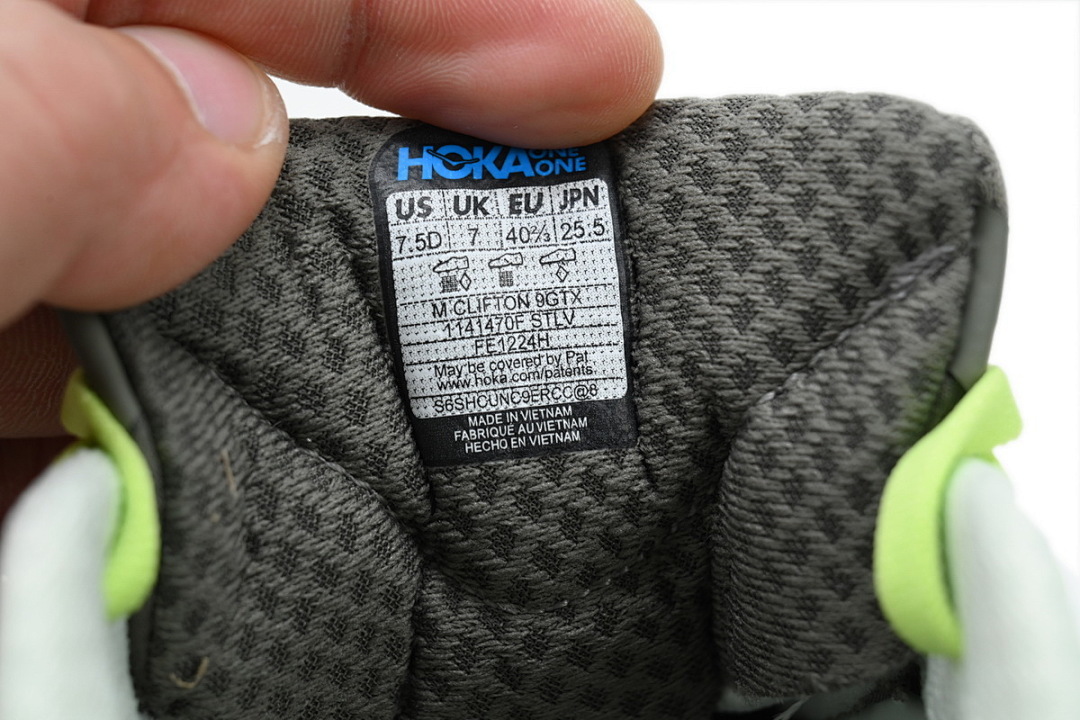 HOKA ONE ONE
US UK EU JPN
7.5D 7 40⅔ 25.5
M CLIFTON 9GTX
1141470F STLV
FE1224H
May be covered by Pat
www.hoka.com/patents
S6SHCUNC9ERCC@8
MADE IN VIETNAM
FABRIQUÉ AU VIETNAM
HECHO EN VIETNAM